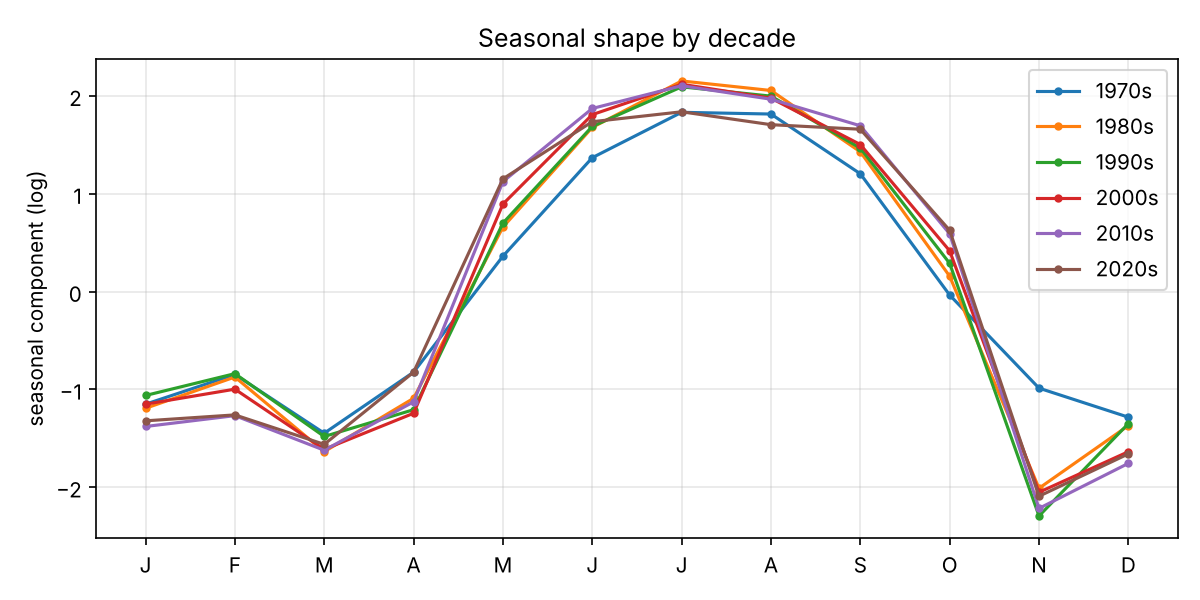 Seasonal shape by decade
seasonal component (log)
2
1
0
−1
−2
J F M A M J J A S O N D
1970s
1980s
1990s
2000s
2010s
2020s